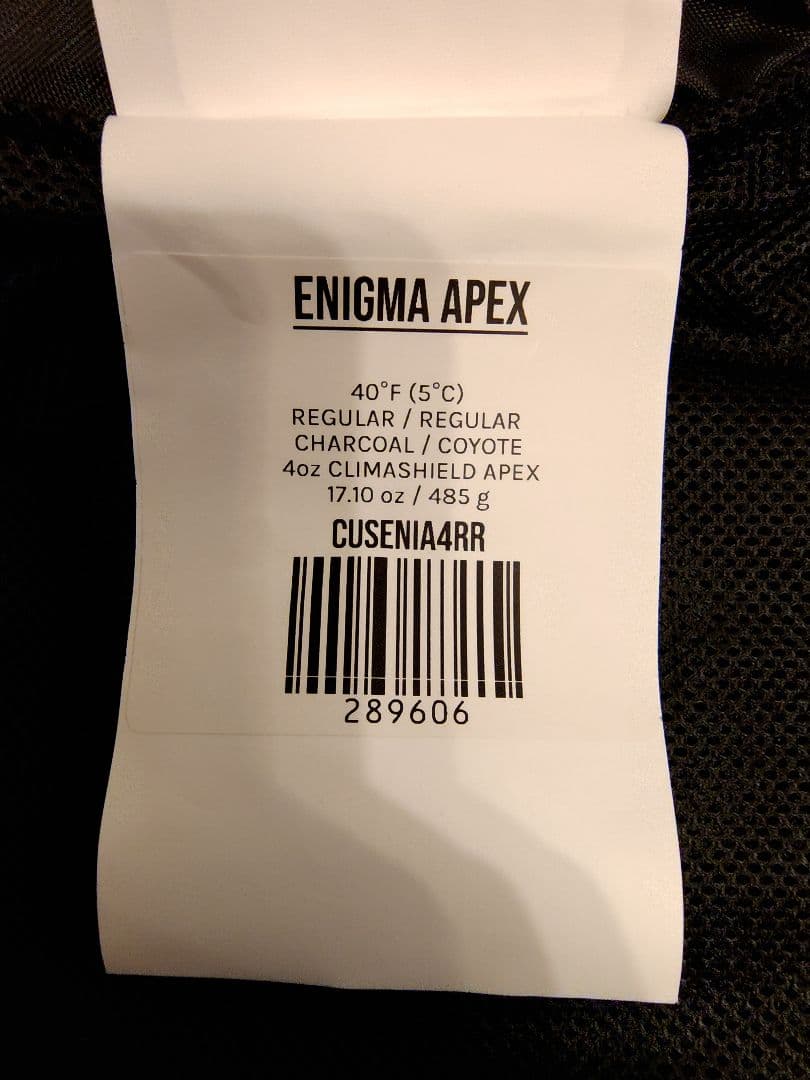 ENIGMA APEX
40°F (5°C)
REGULAR / REGULAR
CHARCOAL / COYOTE
4oz CLIMASHIELD APEX
17.10 oz / 485 g
CUSENIA4RR
289606